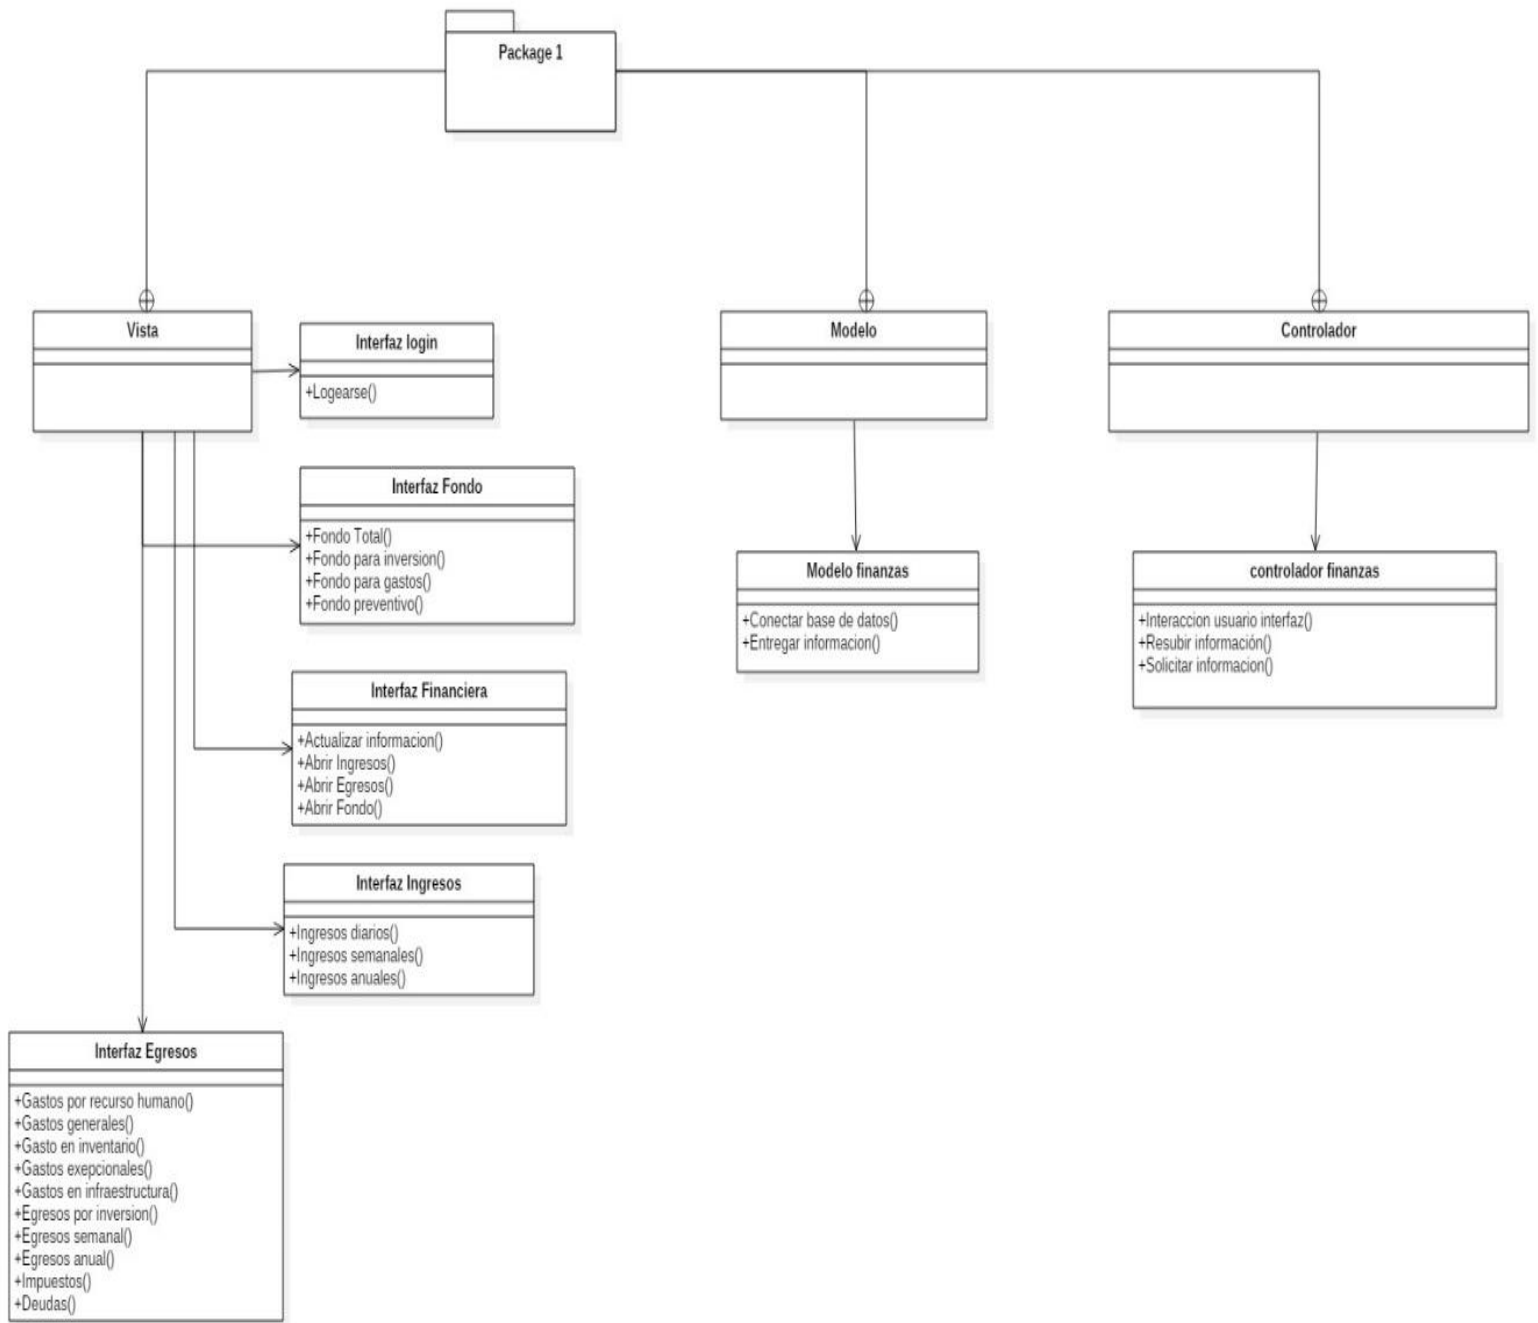 Package 1
Vista
Interfaz login
+Logearse()
Interfaz Fondo
+Fondo Total()
+Fondo para inversion()
+Fondo para gastos()
+Fondo preventivo()
Interfaz Financiera
+Actualizar informacion()
+Abrir Ingresos()
+Abrir Egresos()
+Abrir Fondo()
Interfaz Ingresos
+Ingresos diarios()
+Ingresos semanales()
+Ingresos anuales()
Interfaz Egresos
+Gastos por recurso humano()
+Gastos generales()
+Gasto en inventario()
+Gastos exepcionales()
+Gastos en infraestructura()
+Egresos por inversion()
+Egresos semanal()
+Egresos anual()
+Impuestos()
+Deudas()
Modelo
Modelo finanzas
+Conectar base de datos()
+Entregar informacion()
Controlador
controlador finanzas
+Interaccion usuario interfaz()
+Resubir información()
+Solicitar informacion()